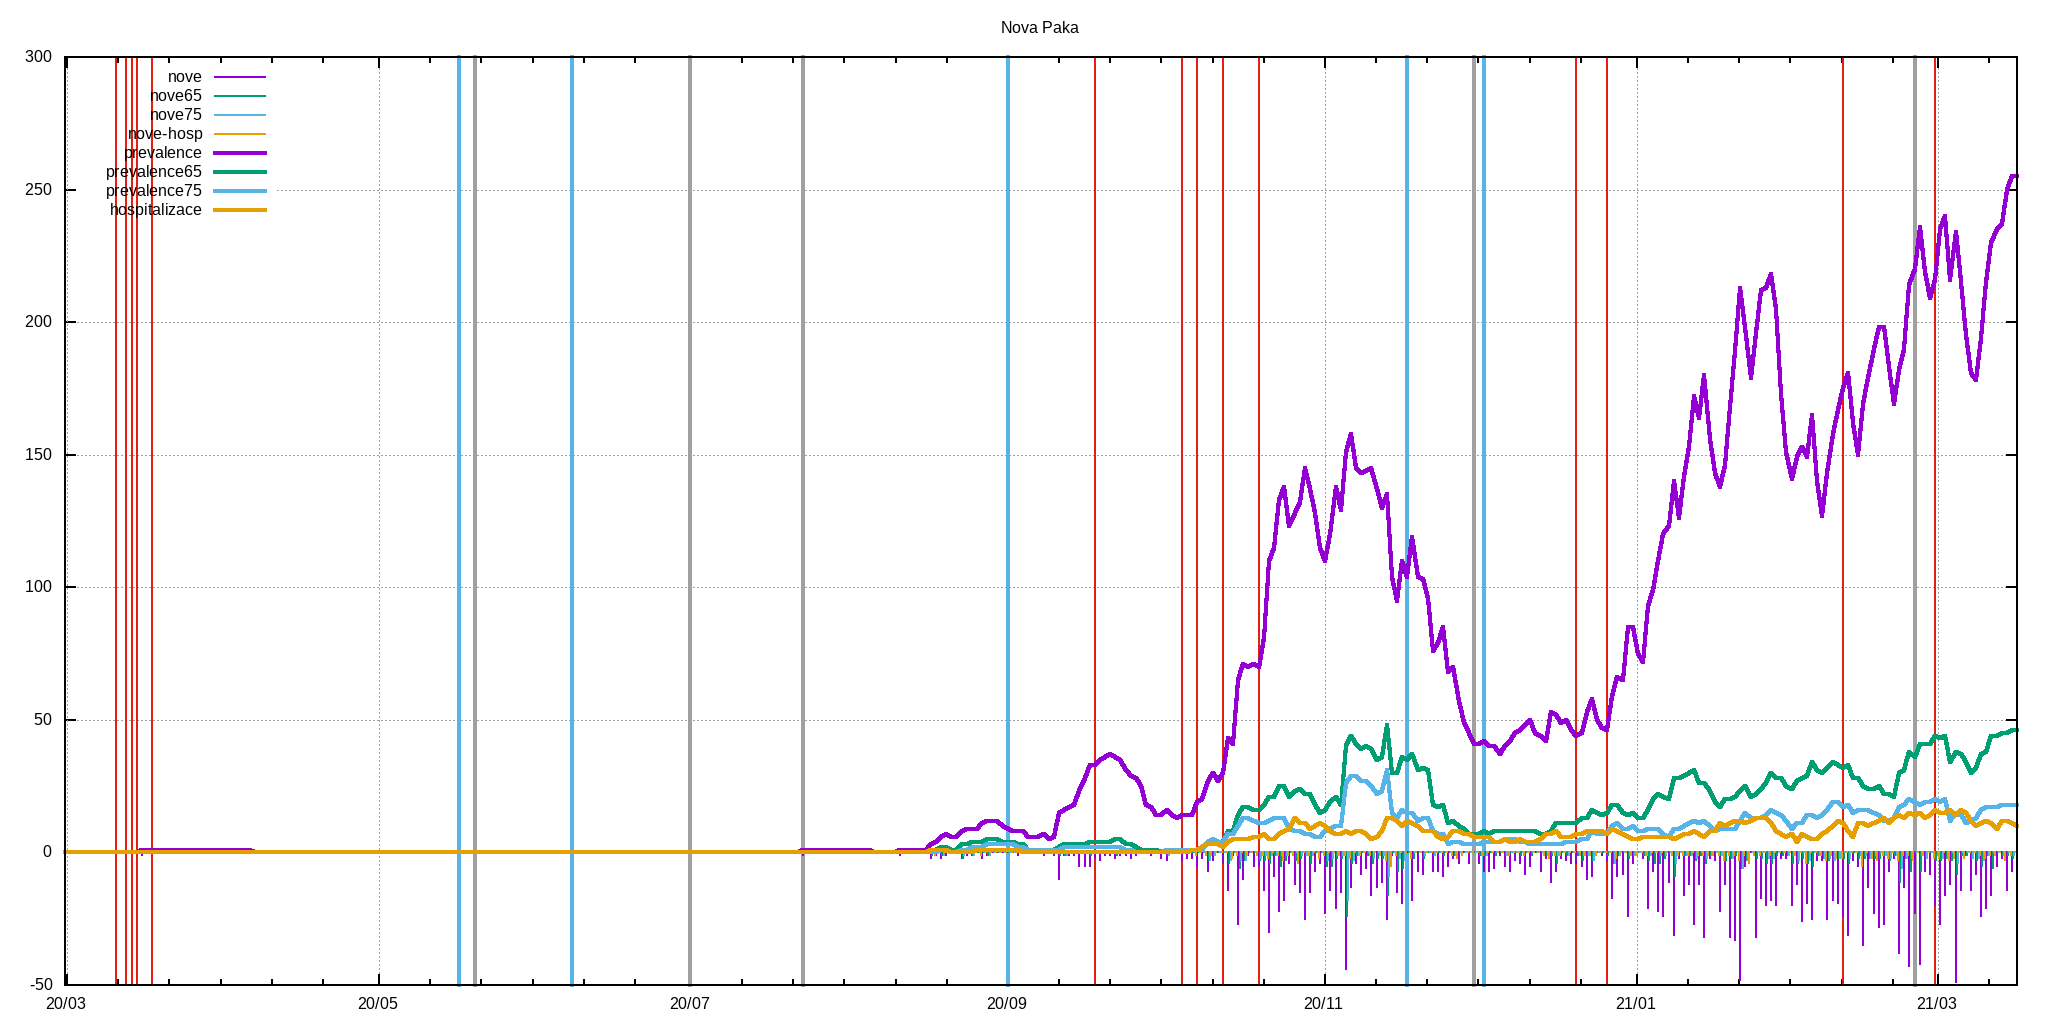 Nova Paka
300
nove
nove65
nove75
nove-hosp
prevalence
prevalence65
prevalence75
hospitalizace
250
200
150
100
50
0
-50
20/03 20/05 20/07 20/09 20/11 21/01 21/03